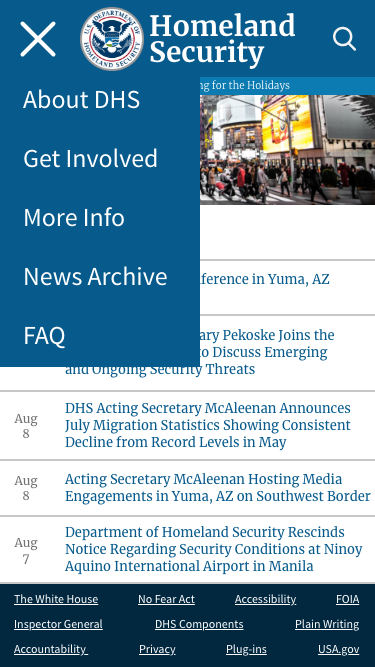 Homeland
Security
ng for the Holidays
About DHS
Get Involved
More Info
News Archive
FAQ
ference in Yuma, AZ
ary Pekoske Joins the
to Discuss Emerging
and Ongoing Security Threats
Aug
8
DHS Acting Secretary McAleenan Announces
July Migration Statistics Showing Consistent
Decline from Record Levels in May
Aug
8
Acting Secretary McAleenan Hosting Media
Engagements in Yuma, AZ on Southwest Border
Aug
7
Department of Homeland Security Rescinds
Notice Regarding Security Conditions at Ninoy
Aquino International Airport in Manila
The White House No Fear Act Accessibility FOIA
Inspector General DHS Components Plain Writing
Accountability Privacy Plug-ins USA.gov